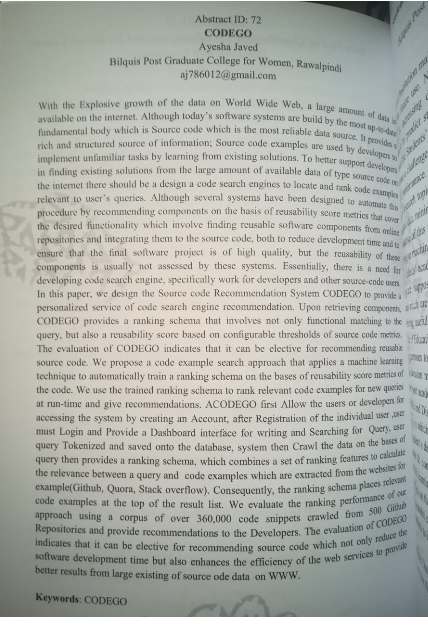 Abstract ID: 72
CODEGO
Ayesha Javed
Bilquis Post Graduate College for Women, Rawalpindi
aj786012@gmail.com
With the Explosive growth of the data on World Wide Web, a large amount of data is
available on the internet. Although today's software systems are build by the most up-to-date
fundamental body which is Source code which is the most reliable data source. It provides a
rich and structured source of information; Source code examples are used by developers to
implement unfamiliar tasks by learning from existing solutions. To better support developers
in finding existing solutions from the large amount of available data of type source code on
the internet there should be a design a code search engines to locate and rank code examples
relevant to user's queries. Although several systems have been designed to automate this
procedure by recommending components on the basis of reusability score metrics that cover
the desired functionality which involve finding reusable software components from online
repositories and integrating them to the source code, both to reduce development time and to
ensure that the final software project is of high quality, but the reusability of these
components is usually not assessed by these systems. Essentially, there is a need for
developing code search engine, specifically work for developers and other source-code users.
In this paper, we design the Source code Recommendation System CODEGO to provide a
personalized service of code search engine recommendation. Upon retrieving components,
CODEGO provides a ranking schema that involves not only functional matching to the
query, but also a reusability score based on configurable thresholds of source code metrics.
The evaluation of CODEGO indicates that it can be elective for recommending reusable
source code. We propose a code example search approach that applies a machine learning
technique to automatically train a ranking schema on the bases of reusability score metrics of
the code. We use the trained ranking schema to rank relevant code examples for new queries
at run-time and give recommendations. ACODEGO first Allow the users or developers for
accessing the system by creating an Account, after Registration of the individual user ,user
must Login and Provide a Dashboard interface for writing and Searching for Query, user
query Tokenized and saved onto the database, system then Crawl the data on the bases of
query then provides a ranking schema, which combines a set of ranking features to calculate
the relevance between a query and code examples which are extracted from the websites for
example(Github, Quora, Stack overflow). Consequently, the ranking schema places relevant
code examples at the top of the result list. We evaluate the ranking performance of our
approach using a corpus of over 360,000 code snippets crawled from 500 Github
Repositories and provide recommendations to the Developers. The evaluation of CODEGO
indicates that it can be elective for recommending source code which not only reduce the
software development time but also enhances the efficiency of the web services to provide
better results from large existing of source ode data on WWW.
Keywords: CODEGO